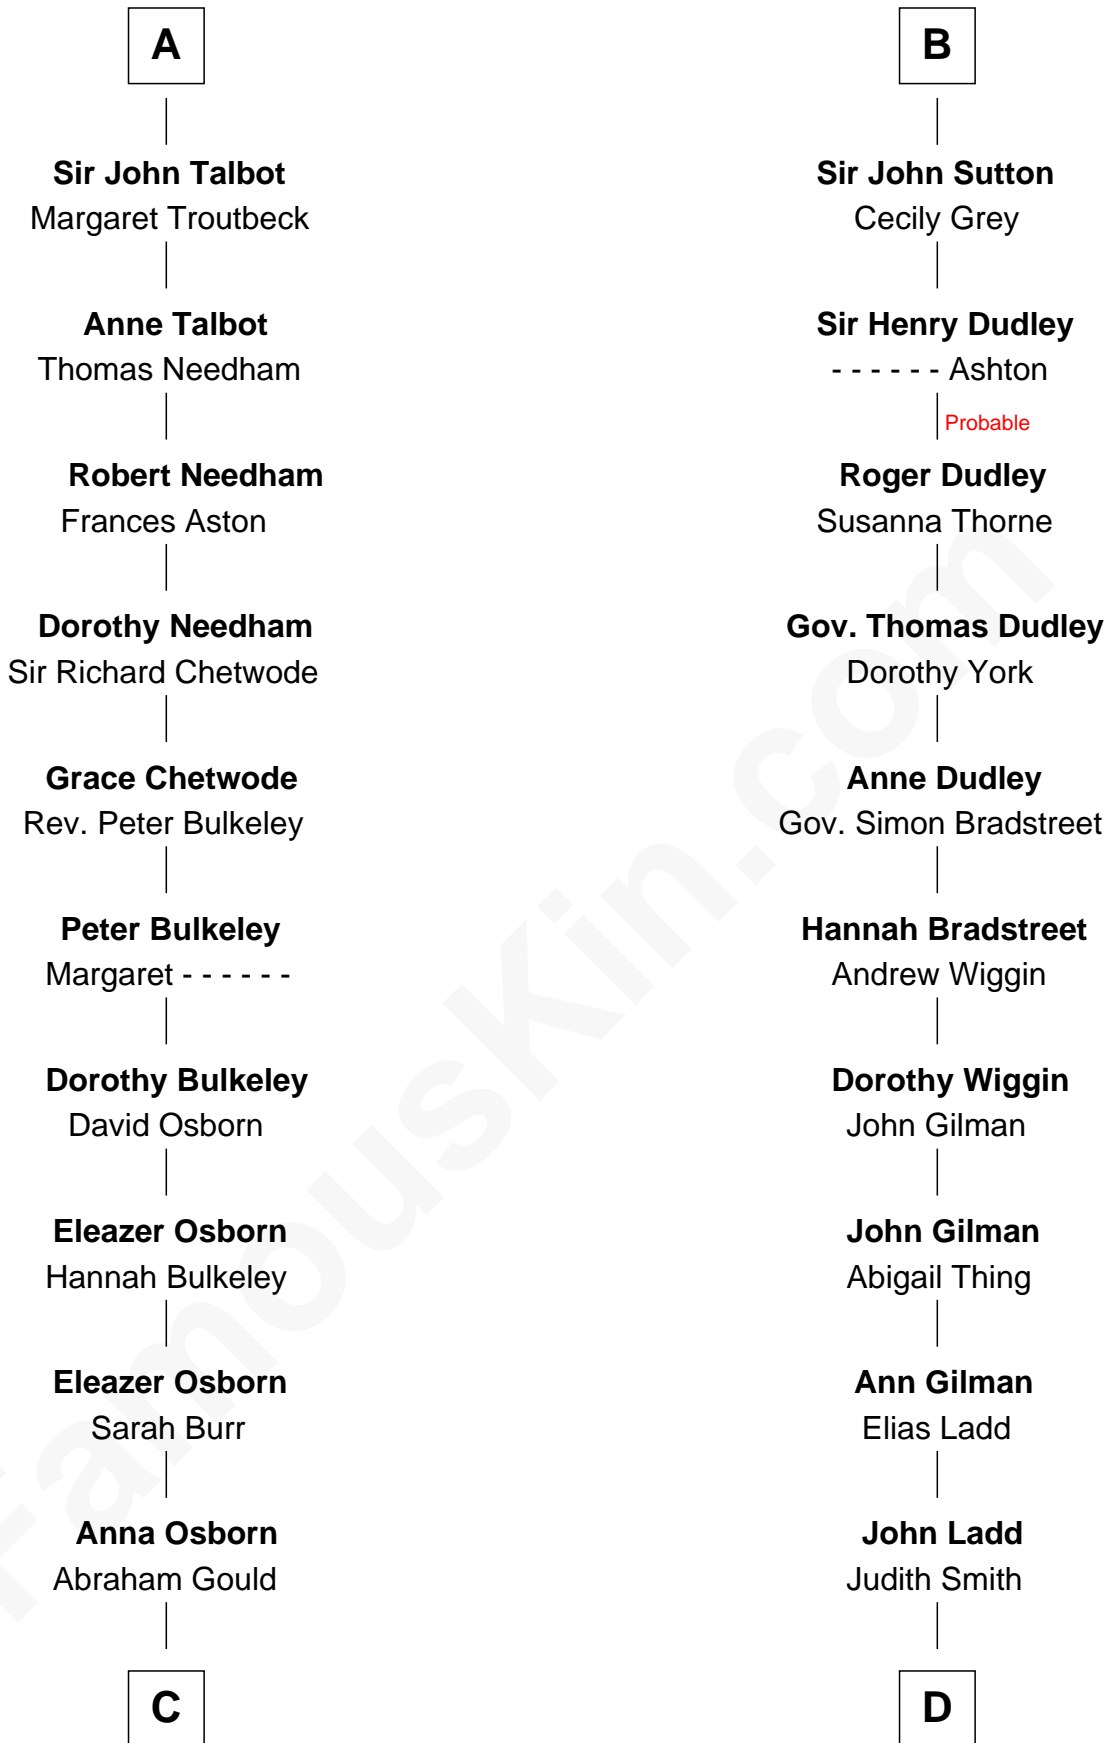 A
Sir John Talbot
Margaret Troutbeck
Anne Talbot
Thomas Needham
Robert Needham
Frances Aston
Dorothy Needham
Sir Richard Chetwode
Grace Chetwode
Rev. Peter Bulkeley
Peter Bulkeley
Margaret - - - - - -
Dorothy Bulkeley
David Osborn
Eleazer Osborn
Hannah Bulkeley
Eleazer Osborn
Sarah Burr
Anna Osborn
Abraham Gould
C
B
Sir John Sutton
Cecily Grey
Sir Henry Dudley
- - - - - - Ashton
Probable
Roger Dudley
Susanna Thorne
Gov. Thomas Dudley
Dorothy York
Anne Dudley
Gov. Simon Bradstreet
Hannah Bradstreet
Andrew Wiggin
Dorothy Wiggin
John Gilman
John Gilman
Abigail Thing
Ann Gilman
Elias Ladd
John Ladd
Judith Smith
D
FamousKin.com